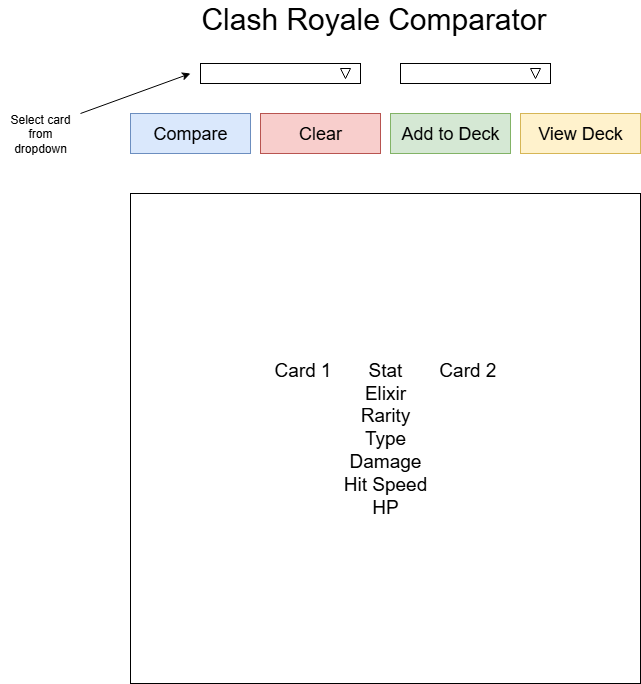 Clash Royale Comparator
Select card
from
dropdown
Compare
Clear
Add to Deck
View Deck
Card 1 Stat Card 2
Elixir
Rarity
Type
Damage
Hit Speed
HP